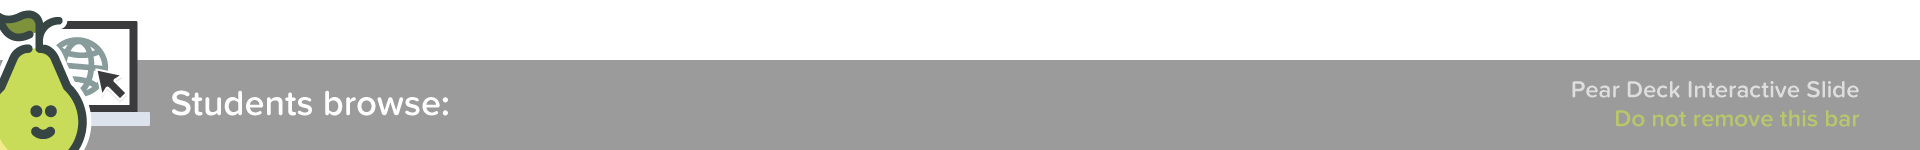 Students browse:
Pear Deck Interactive Slide
Do not remove this bar